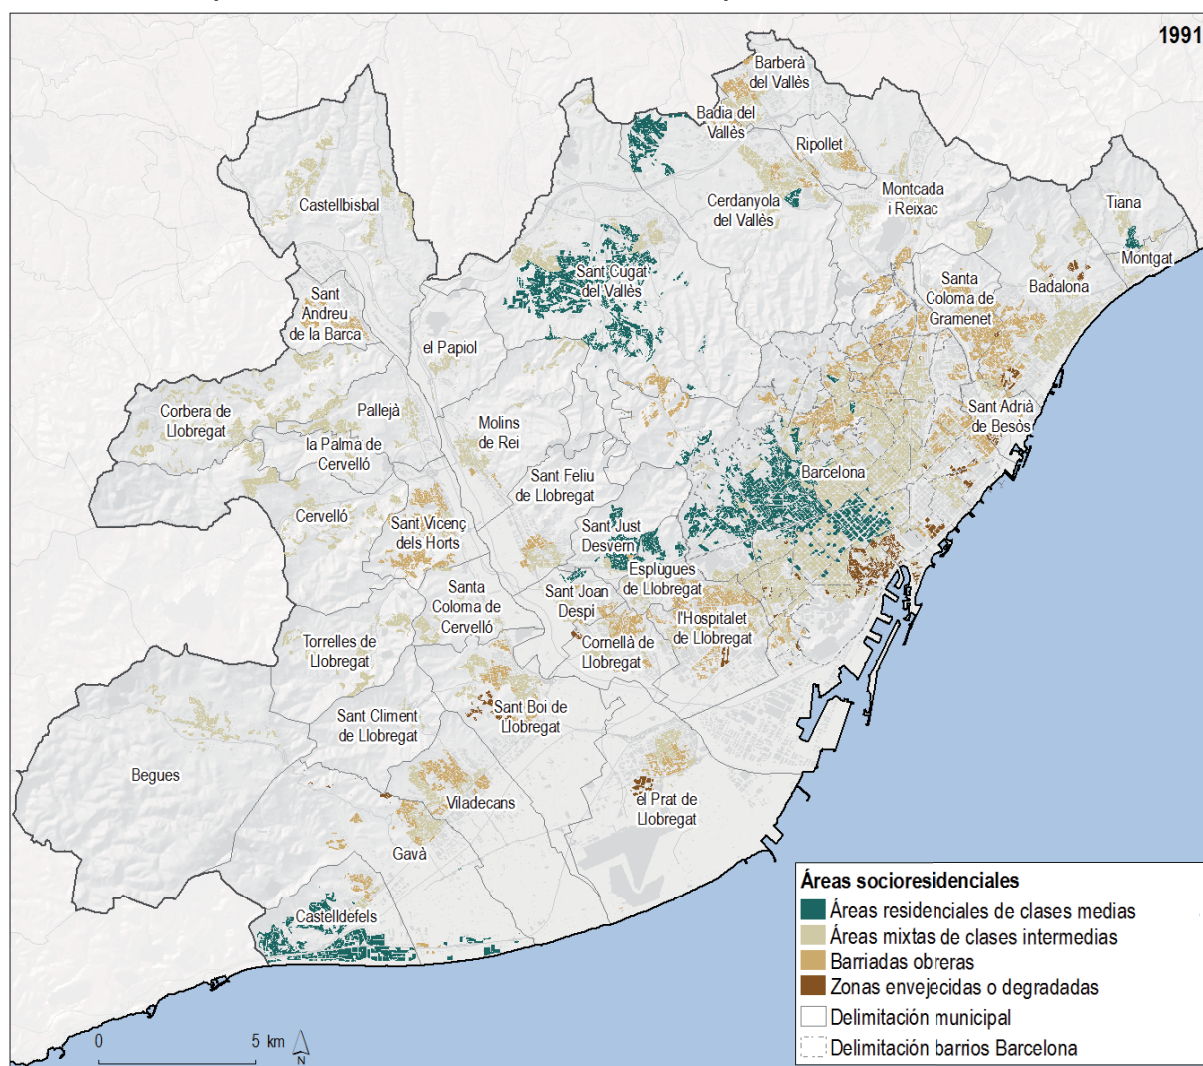 1991
Barberà
del Vallès
Badia del
Vallès
Ripollet
Castellbisbal
Cerdanyola
del Vallès
Montcada
i Reixac
Tiana
Sant Cugat
del Vallès
Montgat
Sant
Andreu
de la Barca
Santa
Coloma de
Gramenet
Badalona
el Papiol
Corbera de
Llobregat
Pallejà
la Palma de
Cervelló
Molins
de Rei
Sant Adrià
de Besòs
Barcelona
Sant Feliu
de Llobregat
Cervelló
Sant Vicenç
dels Horts
Sant Just
Desvern
Esplugues
de Llobregat
Santa
Coloma de
Cervelló
Sant Joan
Despi
l'Hospitalet
de Llobregat
Cornellà de
Llobregat
Torrelles de
Llobregat
Sant Climent
de Llobregat
Sant Boi de
Llobregat
Begues
Viladecans
el Prat de
Llobregat
Gavà
Castelldefels
Áreas socioresidenciales
Áreas residenciales de clases medias
Áreas mixtas de clases intermedias
Barriadas obreras
Zonas envejecidas o degradadas
Delimitación municipal
Delimitación barrios Barcelona
0 5 km
N